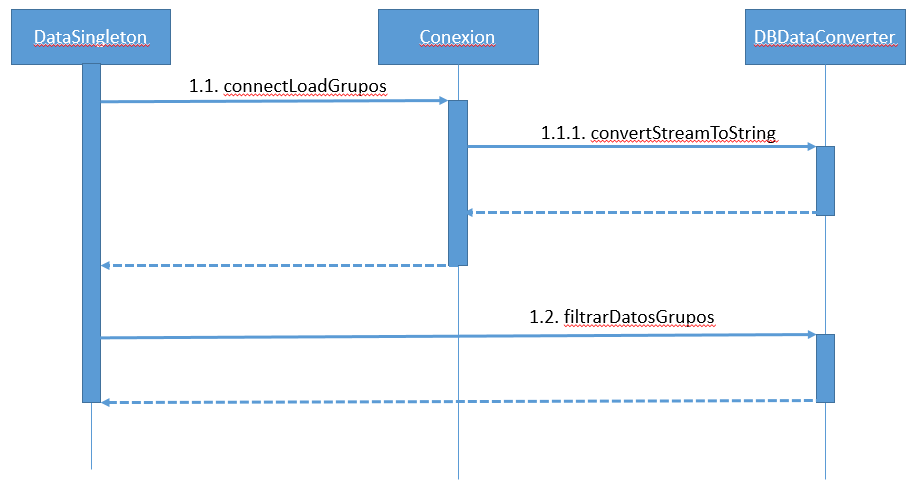 DataSingleton
Conexion
DBDataConverter
1.1. connectLoadGrupos
1.1.1. convertStreamToString
1.2. filtrarDatosGrupos